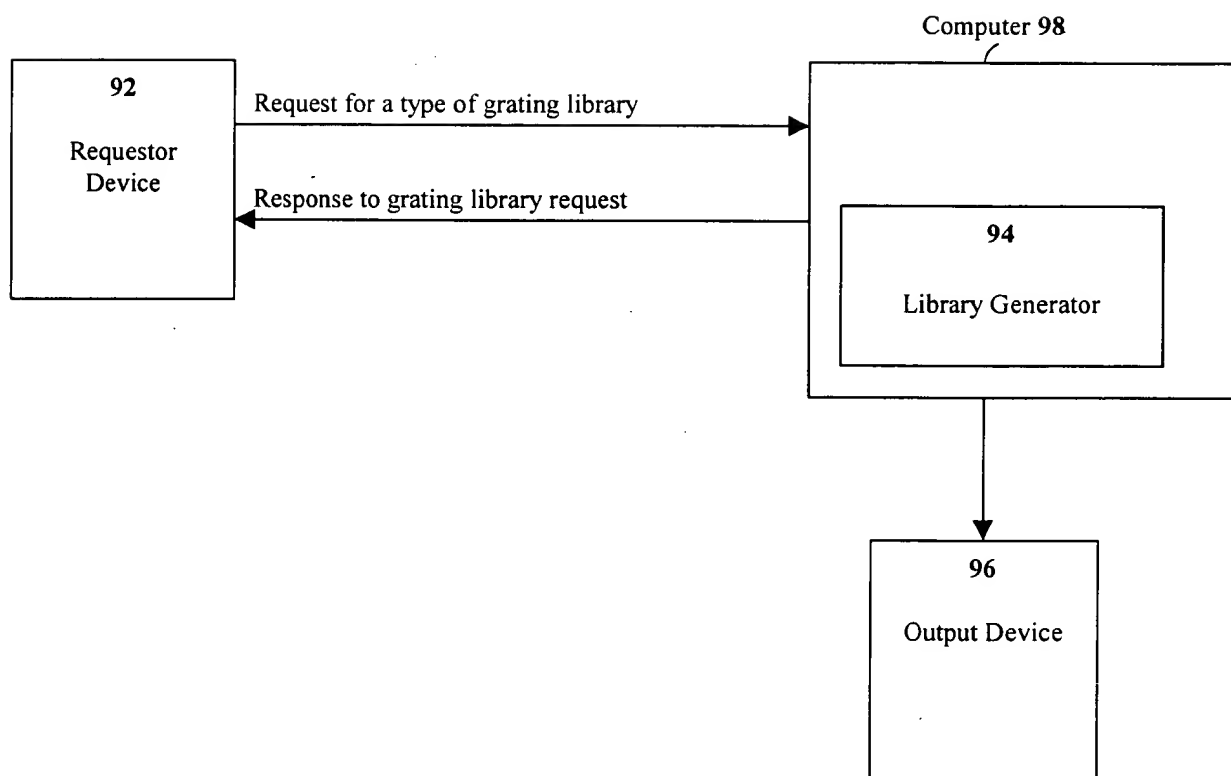 Computer 98
92
Requestor
Device
Request for a type of grating library
Response to grating library request
94
Library Generator
96
Output Device